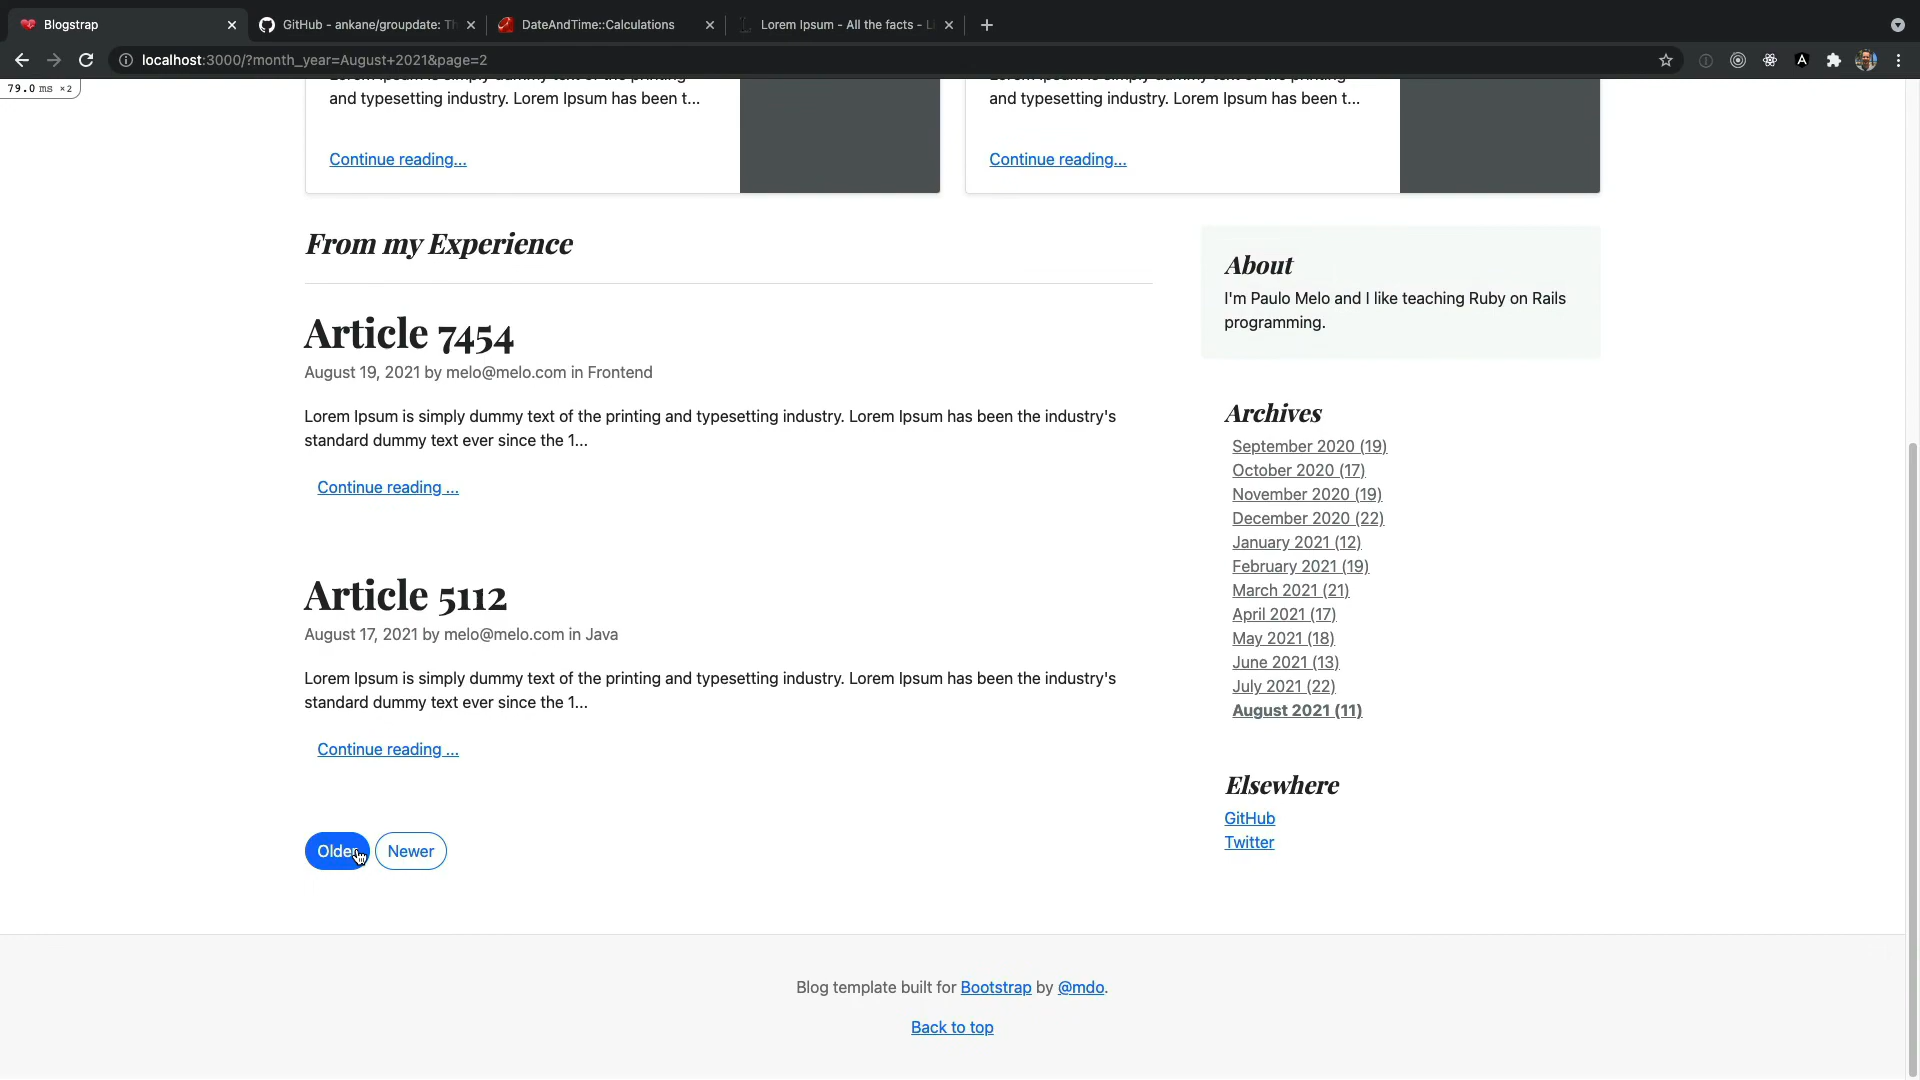 Blogstrap
GitHub - ankane/groupdate: Th
DateAndTime::Calculations
Lorem Ipsum - All the facts - Li
localhost:3000/?month_year=August+2021&page=2
79.0 ms ×2
Lorem Ipsum is simply dummy text of the printing
and typesetting industry. Lorem Ipsum has been t...
Continue reading...
Lorem Ipsum is simply dummy text of the printing
and typesetting industry. Lorem Ipsum has been t...
Continue reading...
From my Experience
Article 7454
August 19, 2021 by melo@melo.com in Frontend
Lorem Ipsum is simply dummy text of the printing and typesetting industry. Lorem Ipsum has been the industry's
standard dummy text ever since the 1...
Continue reading ...
Article 5112
August 17, 2021 by melo@melo.com in Java
Lorem Ipsum is simply dummy text of the printing and typesetting industry. Lorem Ipsum has been the industry's
standard dummy text ever since the 1...
Continue reading ...
Older
Newer
About
I'm Paulo Melo and I like teaching Ruby on Rails
programming.
Archives
September 2020 (19)
October 2020 (17)
November 2020 (19)
December 2020 (22)
January 2021 (12)
February 2021 (19)
March 2021 (21)
April 2021 (17)
May 2021 (18)
June 2021 (13)
July 2021 (22)
August 2021 (11)
Elsewhere
GitHub
Twitter
Blog template built for Bootstrap by @mdo.
Back to top